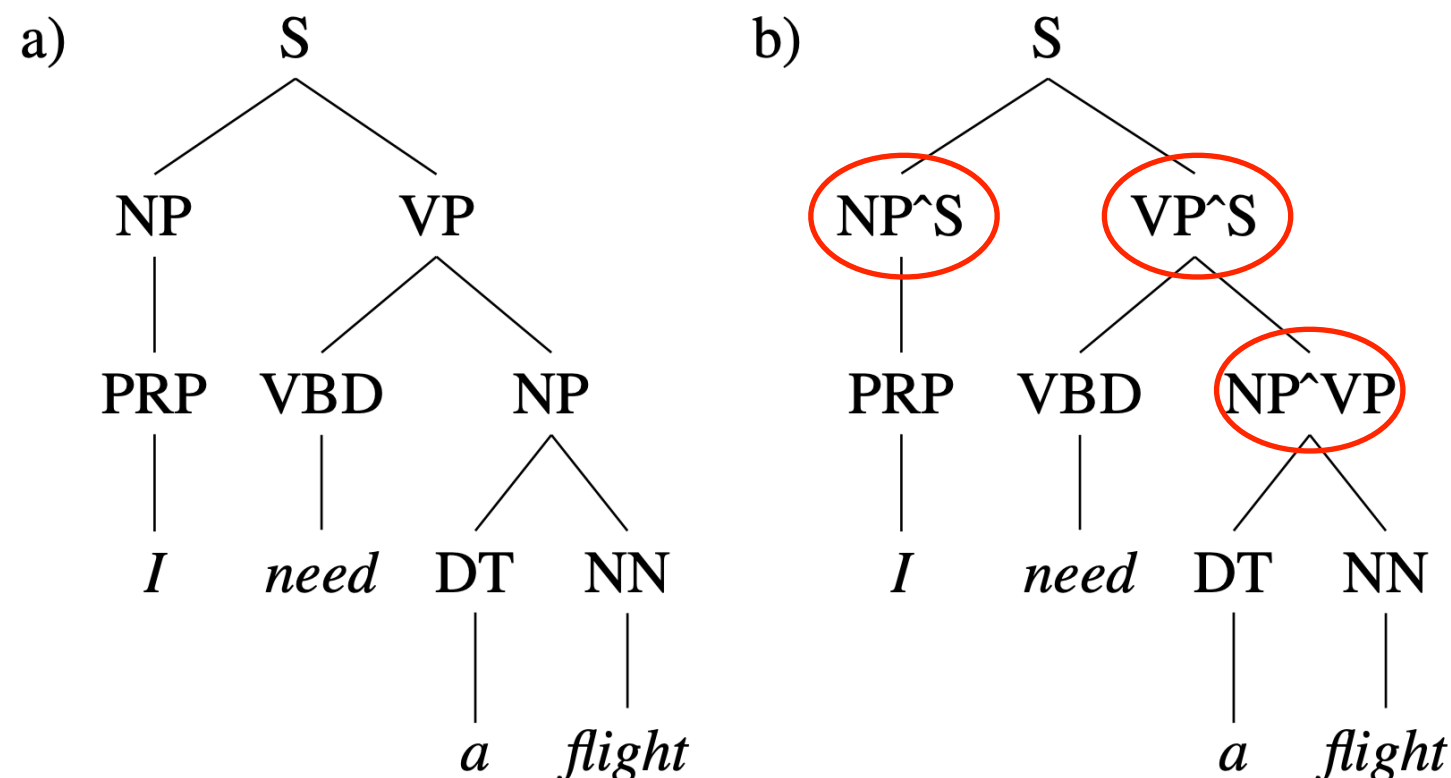 a) S b) S
NP VP NP^S VP^S
PRP VBD NP PRP VBD NP^VP
I need DT NN I need DT NN
a flight a flight